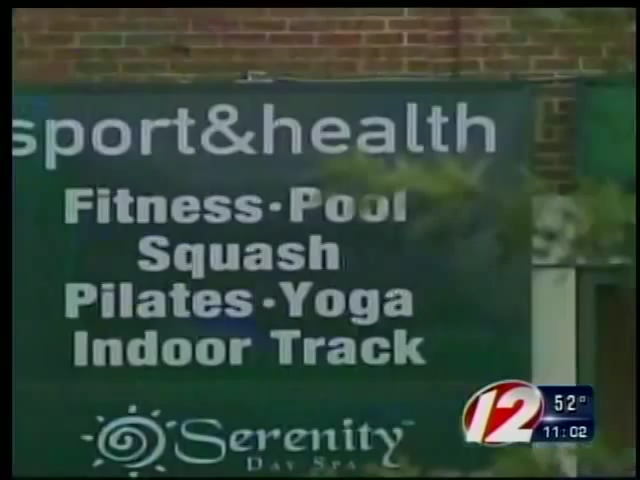 sport&health
Fitness·Pool
Squash
Pilates·Yoga
Indoor Track
Serenity
DAY SPA
12
52°
11:02